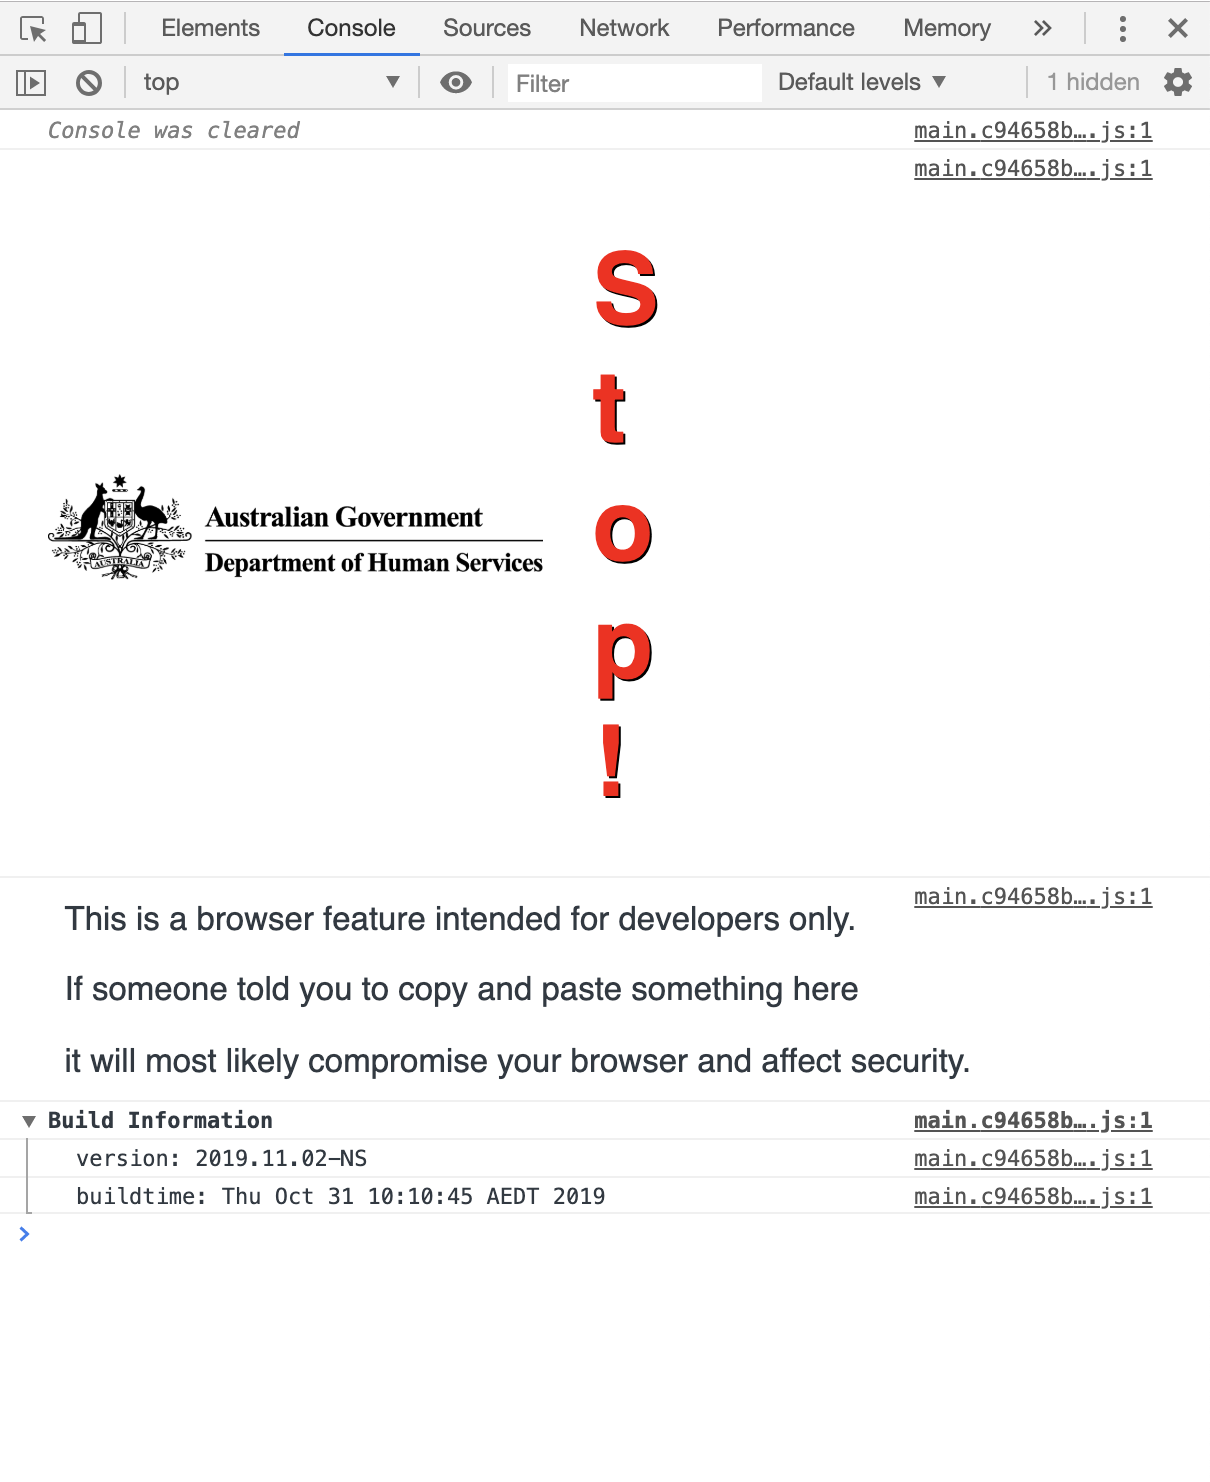 Elements Console Sources Network Performance Memory »
top ▼ Filter Default levels ▼ 1 hidden
Console was cleared main.c94658b….js:1
main.c94658b….js:1
S
t
o
p
!
AUSTRALIA
Australian Government
Department of Human Services
main.c94658b….js:1
This is a browser feature intended for developers only.
If someone told you to copy and paste something here
it will most likely compromise your browser and affect security.
▼ Build Information main.c94658b….js:1
version: 2019.11.02-NS main.c94658b….js:1
buildtime: Thu Oct 31 10:10:45 AEDT 2019 main.c94658b….js:1